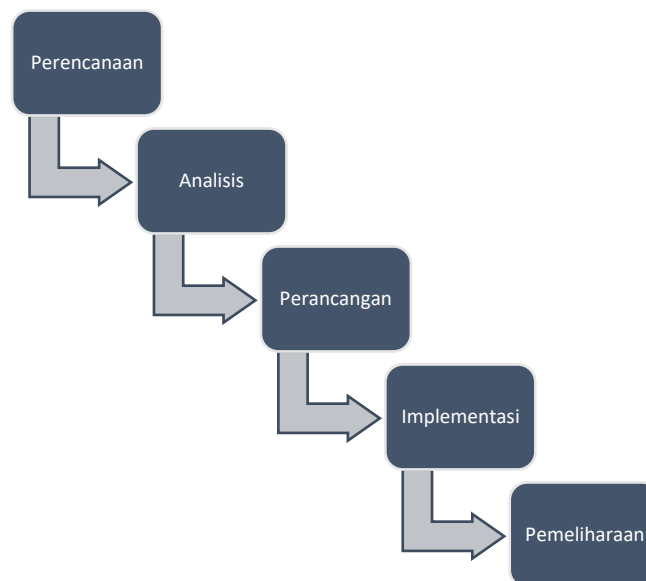 Perencanaan
Analisis
Perancangan
Implementasi
Pemeliharaan